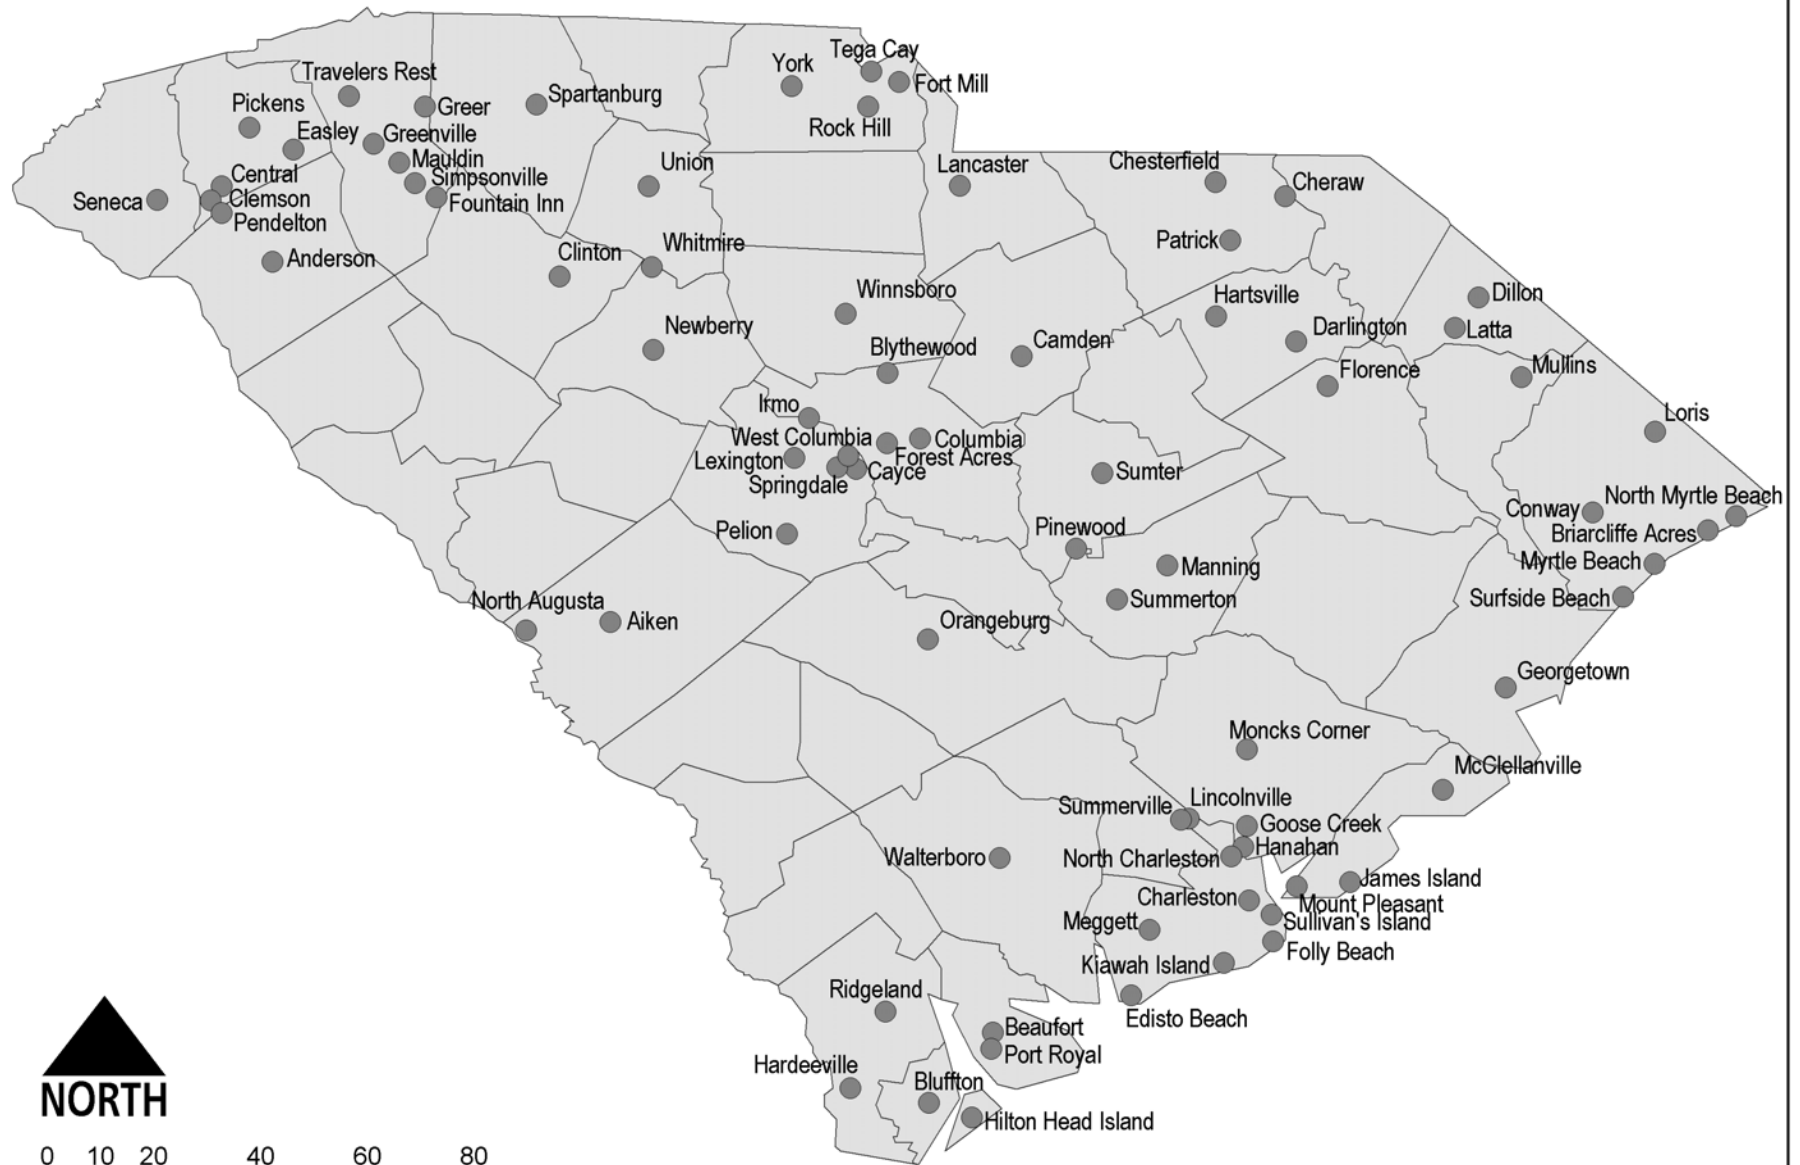 Tega Cay
York
Travelers Rest
Fort Mill
Spartanburg
Pickens
Greer
Rock Hill
Easley
Greenville
Mauldin
Union
Chesterfield
Lancaster
Central
Simpsonville
Cheraw
Seneca
Clemson
Fountain Inn
Pendelton
Patrick
Whitmire
Clinton
Anderson
Winnsboro
Dillon
Hartsville
Newberry
Darlington
Latta
Camden
Blythewood
Mullins
Florence
Irmo
Loris
West Columbia
Columbia
Lexington
Forest Acres
Cayce
Sumter
Springdale
North Myrtle Beach
Conway
Pelion
Pinewood
Briarcliffe Acres
Myrtle Beach
Manning
North Augusta
Summerton
Surfside Beach
Aiken
Orangeburg
Georgetown
Moncks Corner
McClellanville
Lincolnville
Summerville
Goose Creek
Hanahan
Walterboro
North Charleston
James Island
Charleston
Mount Pleasant
Meggett
Sullivan's Island
Folly Beach
Kiawah Island
Ridgeland
Edisto Beach
Beaufort
Port Royal
Hardeeville
Bluffton
NORTH
Hilton Head Island
0 10 20 40 60 80